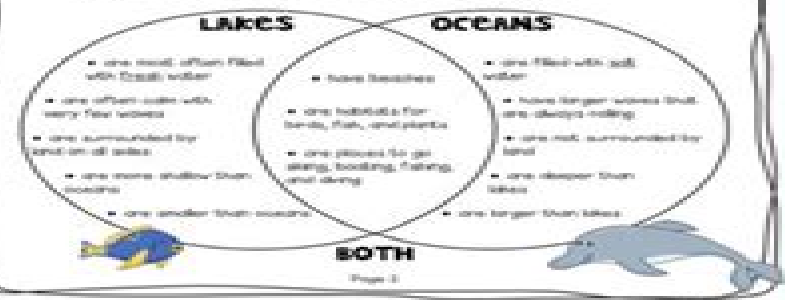 LAKES
OCEANS
• are most often filled
with fresh water
• are often calm with
very few waves
• are surrounded by
land on all sides
• are more shallow than
oceans
• are smaller than oceans
• have beaches
• are habitats for
birds, fish, and plants
• are places to go
skiing, boating, fishing,
and diving
• are filled with salt
water
• have larger waves that
are always rolling
• are not surrounded by
land
• are deeper than
lakes
• are larger than lakes
BOTH
Page 2